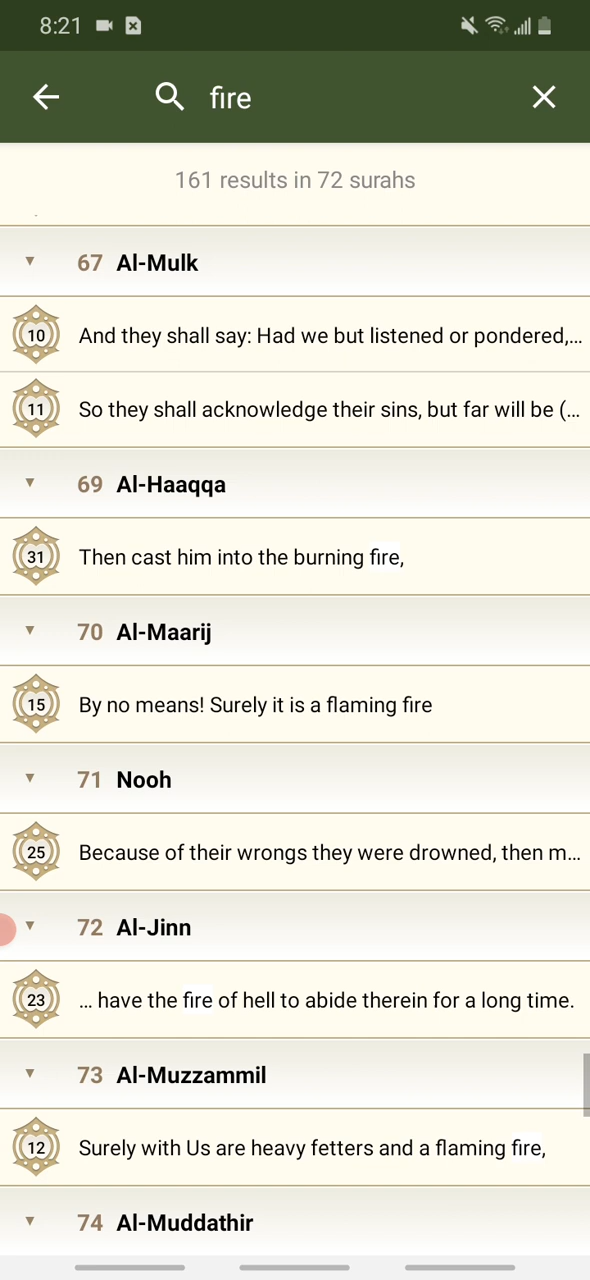 8:21
fire
161 results in 72 surahs
67 Al-Mulk
10 And they shall say: Had we but listened or pondered,...
11 So they shall acknowledge their sins, but far will be (...
69 Al-Haaqqa
31 Then cast him into the burning fire,
70 Al-Maarij
15 By no means! Surely it is a flaming fire
71 Nooh
25 Because of their wrongs they were drowned, then m...
72 Al-Jinn
23 ... have the fire of hell to abide therein for a long time.
73 Al-Muzzammil
12 Surely with Us are heavy fetters and a flaming fire,
74 Al-Muddathir